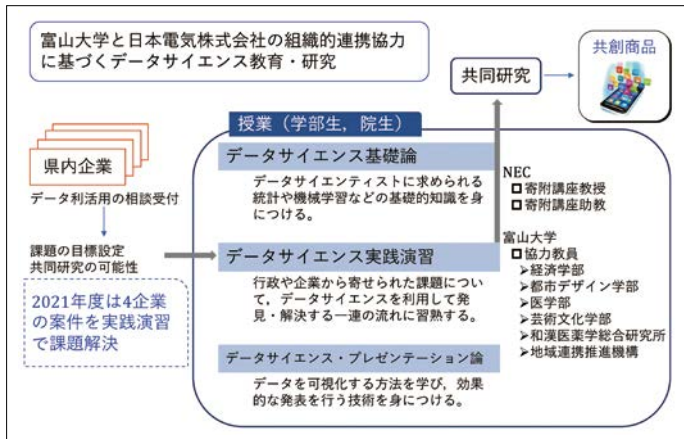 富山大学と日本電気株式会社の組織的連携協力
に基づくデータサイエンス教育・研究
共同研究
共創商品
県内企業
データ利活用の相談受付
課題の目標設定
共同研究の可能性
2021年度は4企業
の案件を実践演習
で課題解決
授業（学部生，院生）
データサイエンス基礎論
データサイエンティストに求められる
統計や機械学習などの基礎的知識を身
につける。
データサイエンス実践演習
行政や企業から寄せられた課題につい
て，データサイエンスを利用して発
見・解決する一連の流れに習熟する。
データサイエンス・プレゼンテーション論
データを可視化する方法を学び，効果
的な発表を行う技術を身につける。
NEC
寄附講座教授
寄附講座助教
富山大学
協力教員
経済学部
都市デザイン学部
医学部
芸術文化学部
和漢医薬学総合研究所
地域連携推進機構